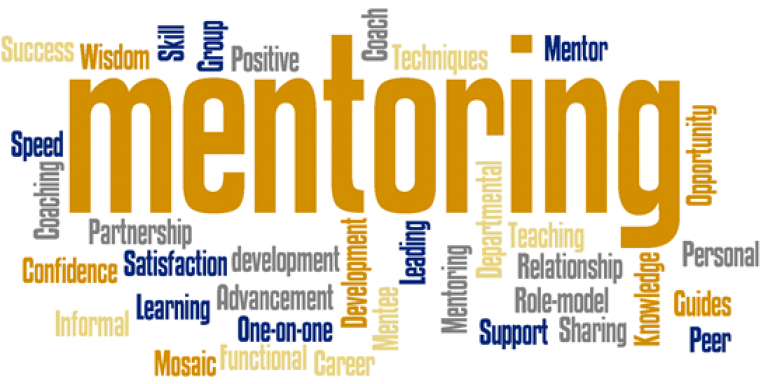 Success
Wisdom
Skill
Group
Positive
Coach
Techniques
Mentor
mentoring
Speed
Coaching
Opportunity
Partnership
Departmental
Teaching
Confidence
Satisfaction
development
Development
Leading
Mentoring
Relationship
Knowledge
Personal
Informal
Learning
Advancement
Mentee
Role-model
Guides
One-on-one
Support
Sharing
Peer
Mosaic
Functional
Career